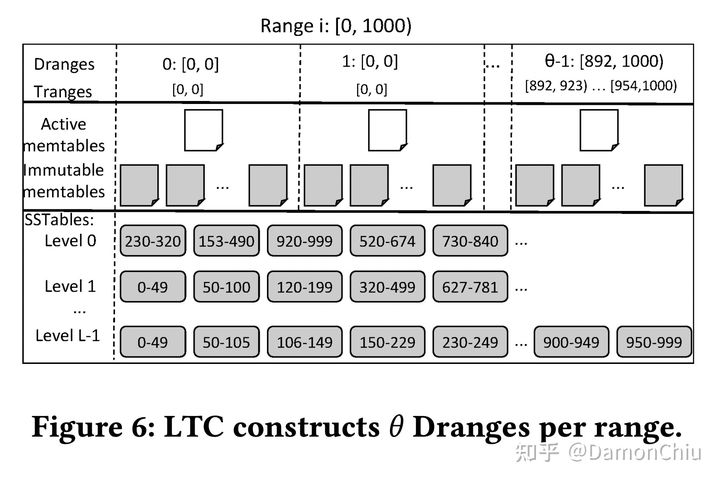 Range i: [0, 1000)
Dranges 0: [0, 0] 1: [0, 0] ... θ-1: [892, 1000)
Tranges [0, 0] [0, 0] [892, 923) ... [954,1000)
Active
memtables
Immutable
memtables ... ... ...
SSTables:
Level 0 230-320 153-490 920-999 520-674 730-840 ...
Level 1 0-49 50-100 120-199 320-499 627-781 ...
...
Level L-1 0-49 50-105 106-149 150-229 230-249 ... 900-949 950-999
Figure 6: LTC constructs θ Dranges per range.
知乎 @DamonChiu